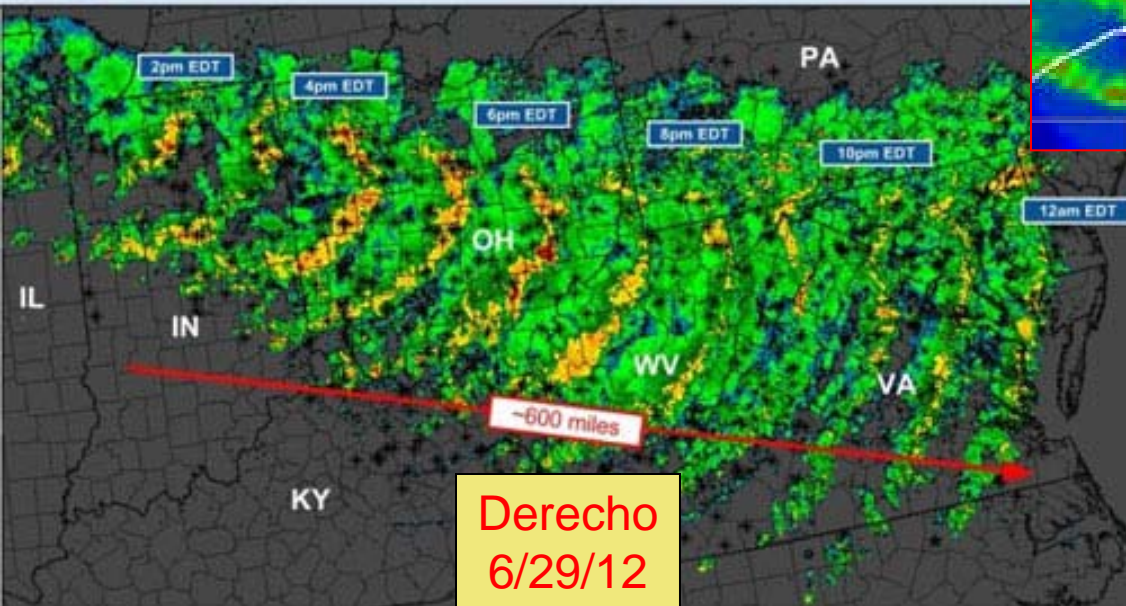 PA
2pm EDT
4pm EDT
6pm EDT
8pm EDT
10pm EDT
12am EDT
OH
IL
IN
WV
VA
~600 miles
KY
Derecho
6/29/12